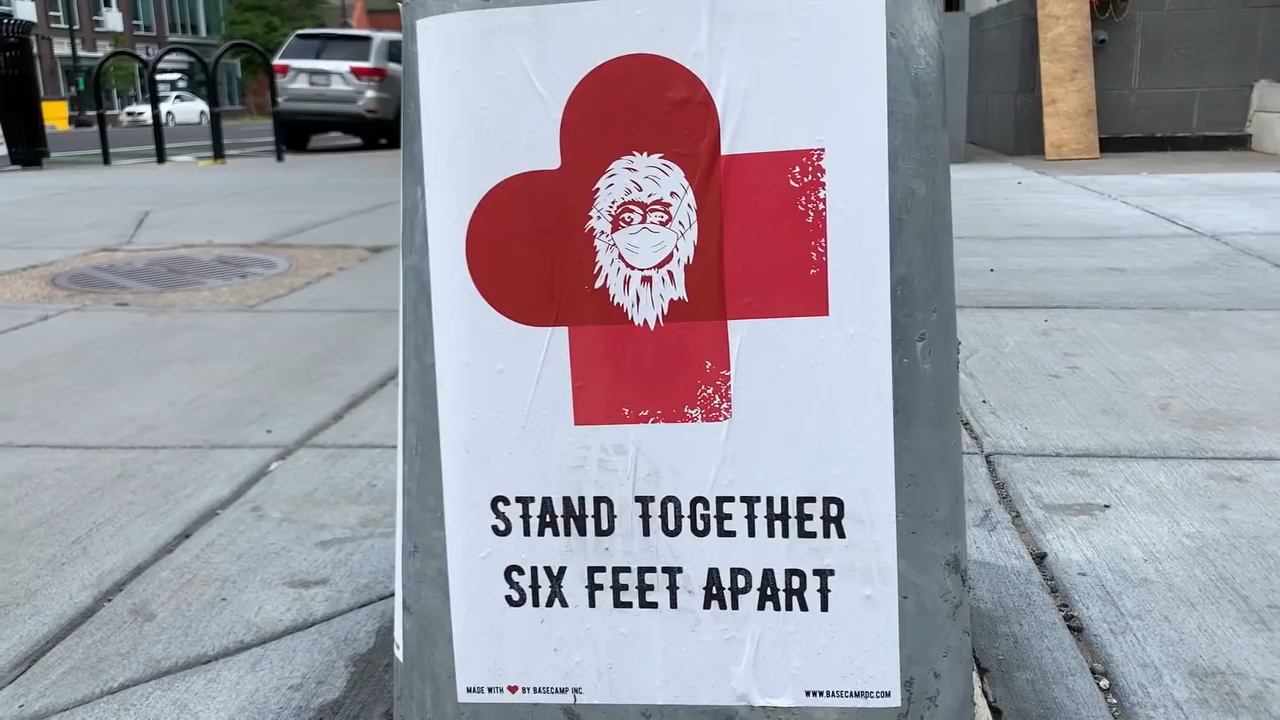 STAND TOGETHER
SIX FEET APART
MADE WITH ❤ BY BASECAMP INC.
WWW.BASECAMPDC.COM